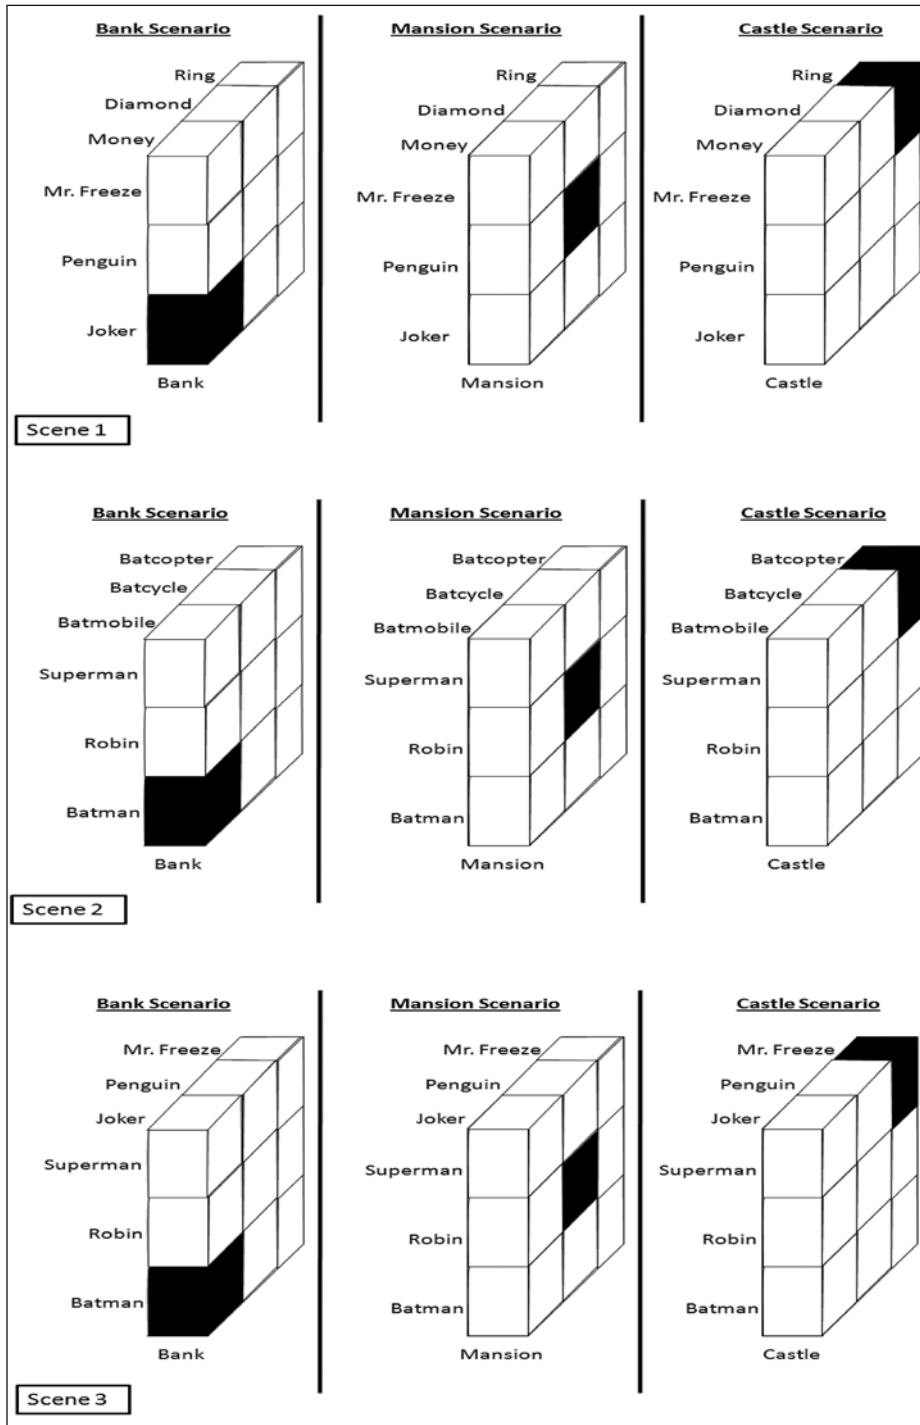 Bank Scenario
Mansion Scenario
Castle Scenario
Ring
Diamond
Money
Mr. Freeze
Penguin
Joker
Bank
Ring
Diamond
Money
Mr. Freeze
Penguin
Joker
Mansion
Ring
Diamond
Money
Mr. Freeze
Penguin
Joker
Castle
Scene 1
Bank Scenario
Mansion Scenario
Castle Scenario
Batcopter
Batcycle
Batmobile
Superman
Robin
Batman
Bank
Batcopter
Batcycle
Batmobile
Superman
Robin
Batman
Mansion
Batcopter
Batcycle
Batmobile
Superman
Robin
Batman
Castle
Scene 2
Bank Scenario
Mansion Scenario
Castle Scenario
Mr. Freeze
Penguin
Joker
Superman
Robin
Batman
Bank
Mr. Freeze
Penguin
Joker
Superman
Robin
Batman
Mansion
Mr. Freeze
Penguin
Joker
Superman
Robin
Batman
Castle
Scene 3